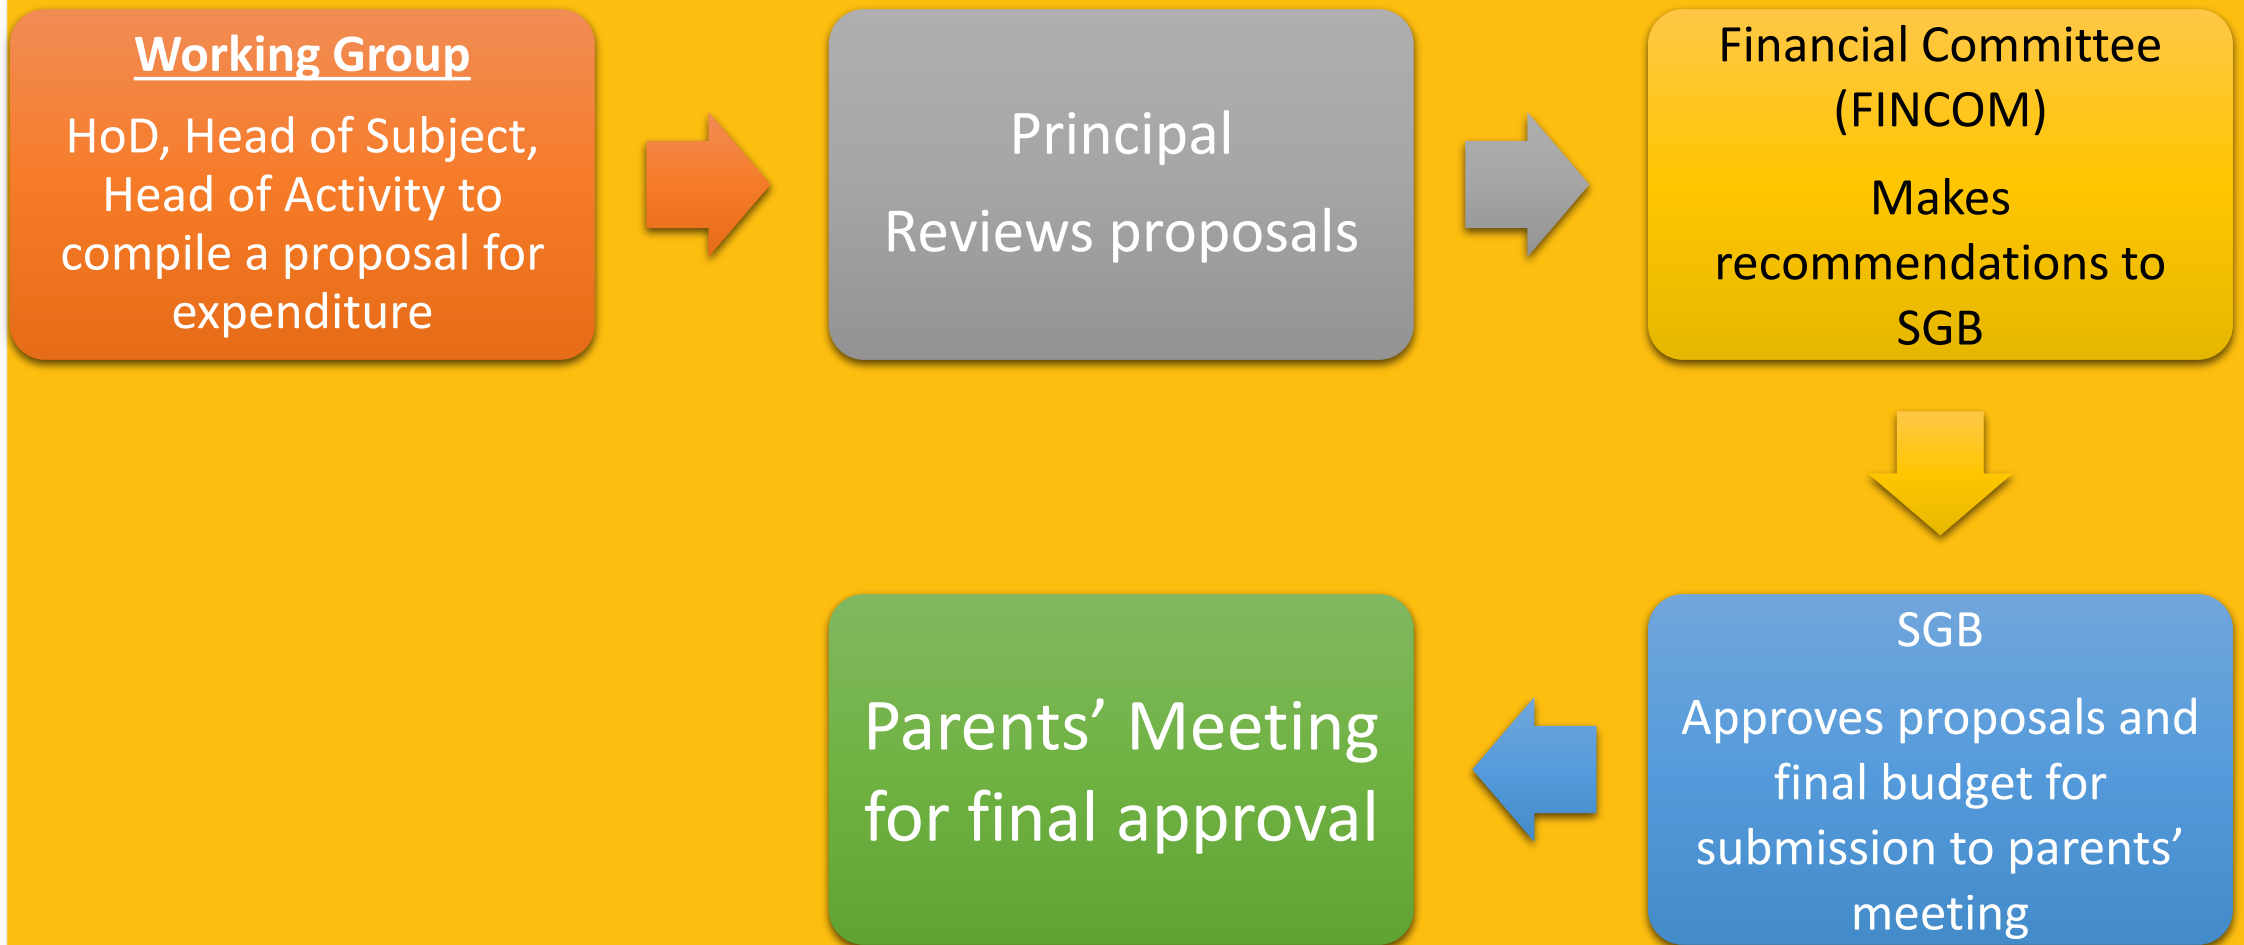 Working Group
HoD, Head of Subject,
Head of Activity to
compile a proposal for
expenditure
Principal
Reviews proposals
Financial Committee
(FINCOM)
Makes
recommendations to
SGB
SGB
Approves proposals and
final budget for
submission to parents’
meeting
Parents’ Meeting
for final approval